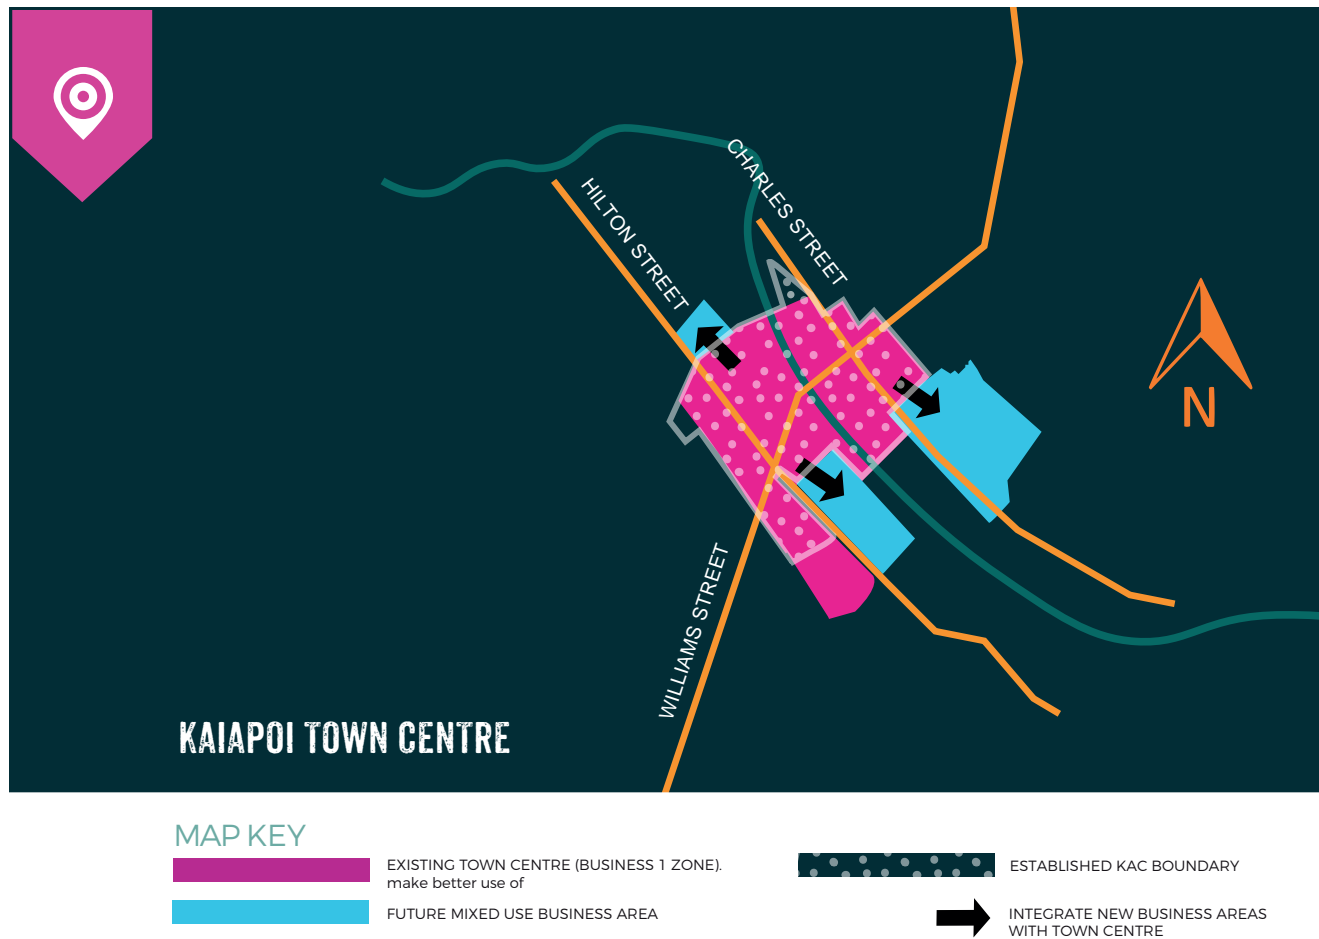 CHARLES STREET
HILTON STREET
N
WILLIAMS STREET
KAIAPOI TOWN CENTRE
MAP KEY
EXISTING TOWN CENTRE (BUSINESS 1 ZONE).
make better use of
FUTURE MIXED USE BUSINESS AREA
ESTABLISHED KAC BOUNDARY
INTEGRATE NEW BUSINESS AREAS
WITH TOWN CENTRE